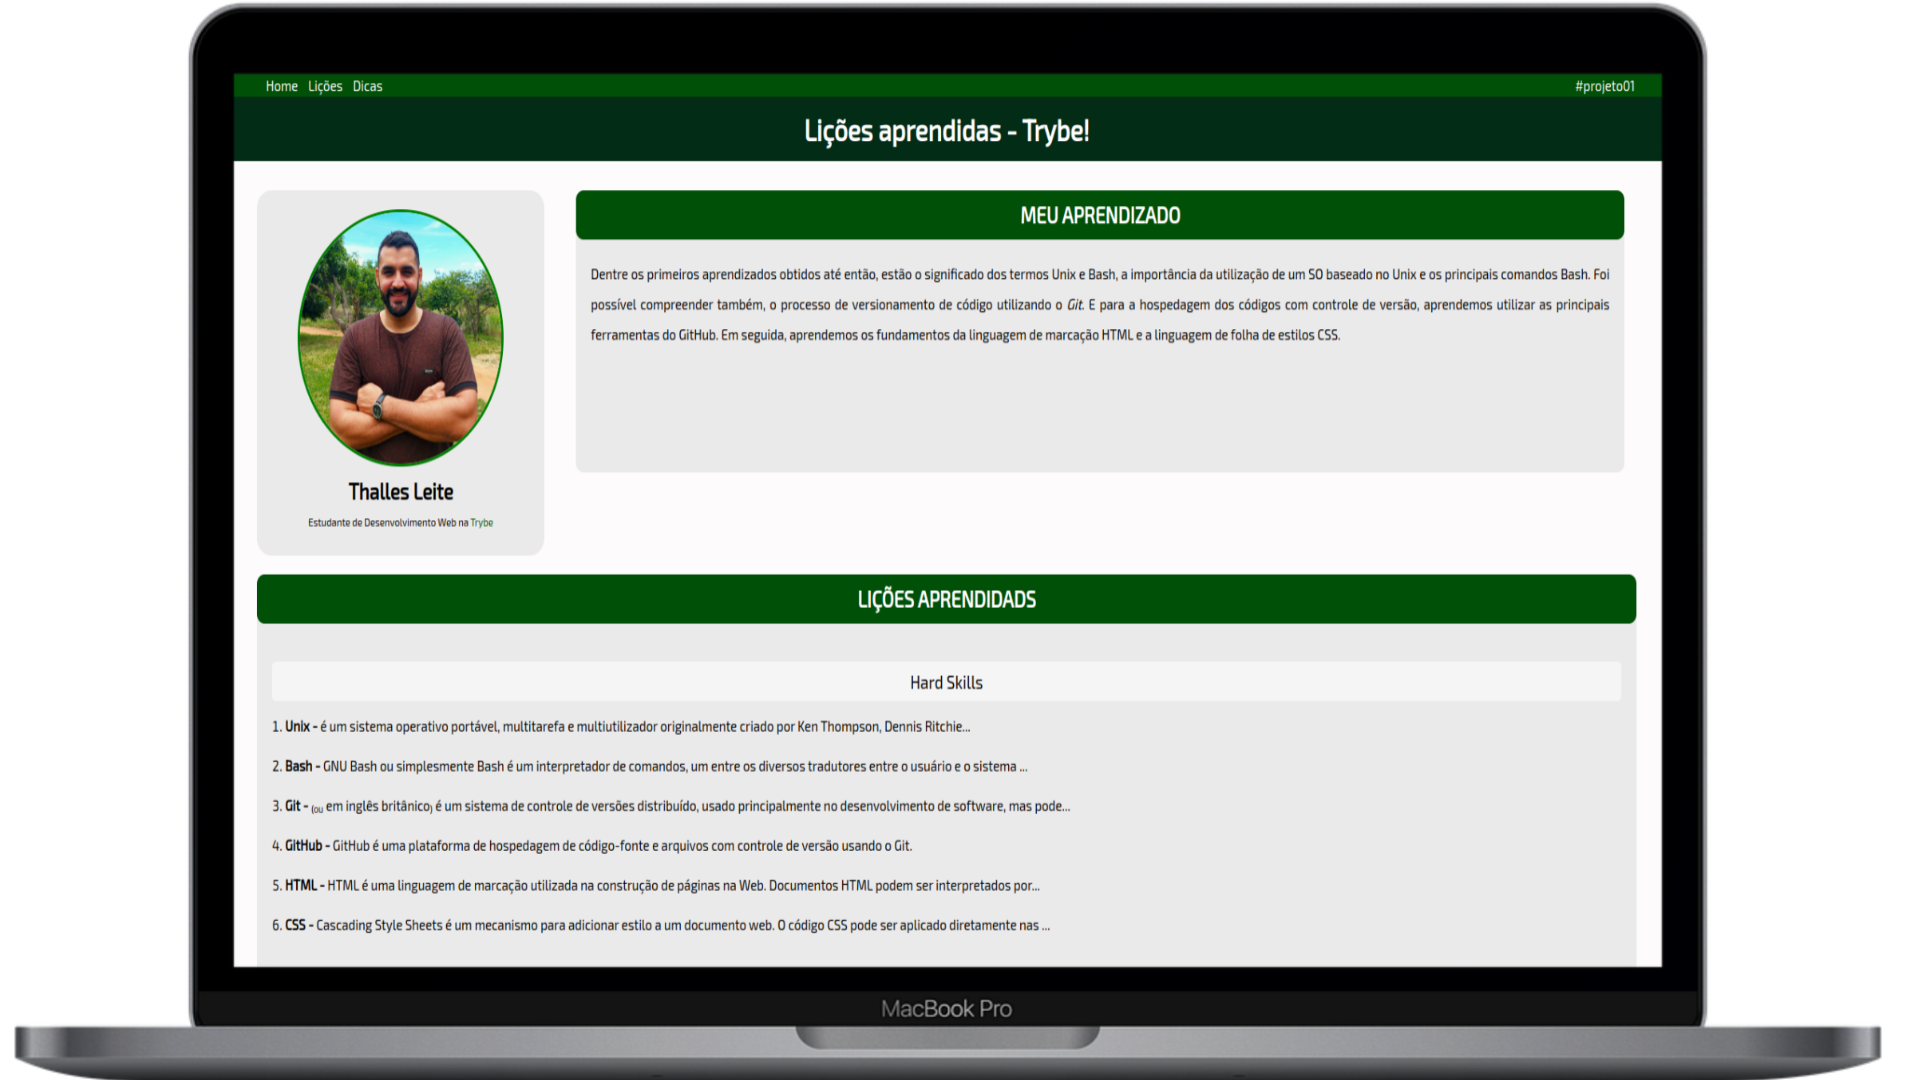 Home Lições Dicas #projeto01
Lições aprendidas - Trybe!
Thalles Leite
Estudante de Desenvolvimento Web na Trybe
MEU APRENDIZADO
Dentre os primeiros aprendizados obtidos até então, estão o significado dos termos Unix e Bash, a importância da utilização de um SO baseado no Unix e os principais comandos Bash. Foi
possível compreender também, o processo de versionamento de código utilizando o Git. E para a hospedagem dos códigos com controle de versão, aprendemos utilizar as principais
ferramentas do GitHub. Em seguida, aprendemos os fundamentos da linguagem de marcação HTML e a linguagem de folha de estilos CSS.
LIÇÕES APRENDIDADS
Hard Skills
1. Unix - é um sistema operativo portável, multitarefa e multiutilizador originalmente criado por Ken Thompson, Dennis Ritchie...
2. Bash - GNU Bash ou simplesmente Bash é um interpretador de comandos, um entre os diversos tradutores entre o usuário e o sistema ...
3. Git - (ou em inglês britânico) é um sistema de controle de versões distribuído, usado principalmente no desenvolvimento de software, mas pode...
4. GitHub - GitHub é uma plataforma de hospedagem de código-fonte e arquivos com controle de versão usando o Git.
5. HTML - HTML é uma linguagem de marcação utilizada na construção de páginas na Web. Documentos HTML podem ser interpretados por...
6. CSS - Cascading Style Sheets é um mecanismo para adicionar estilo a um documento web. O código CSS pode ser aplicado diretamente nas ...
MacBook Pro